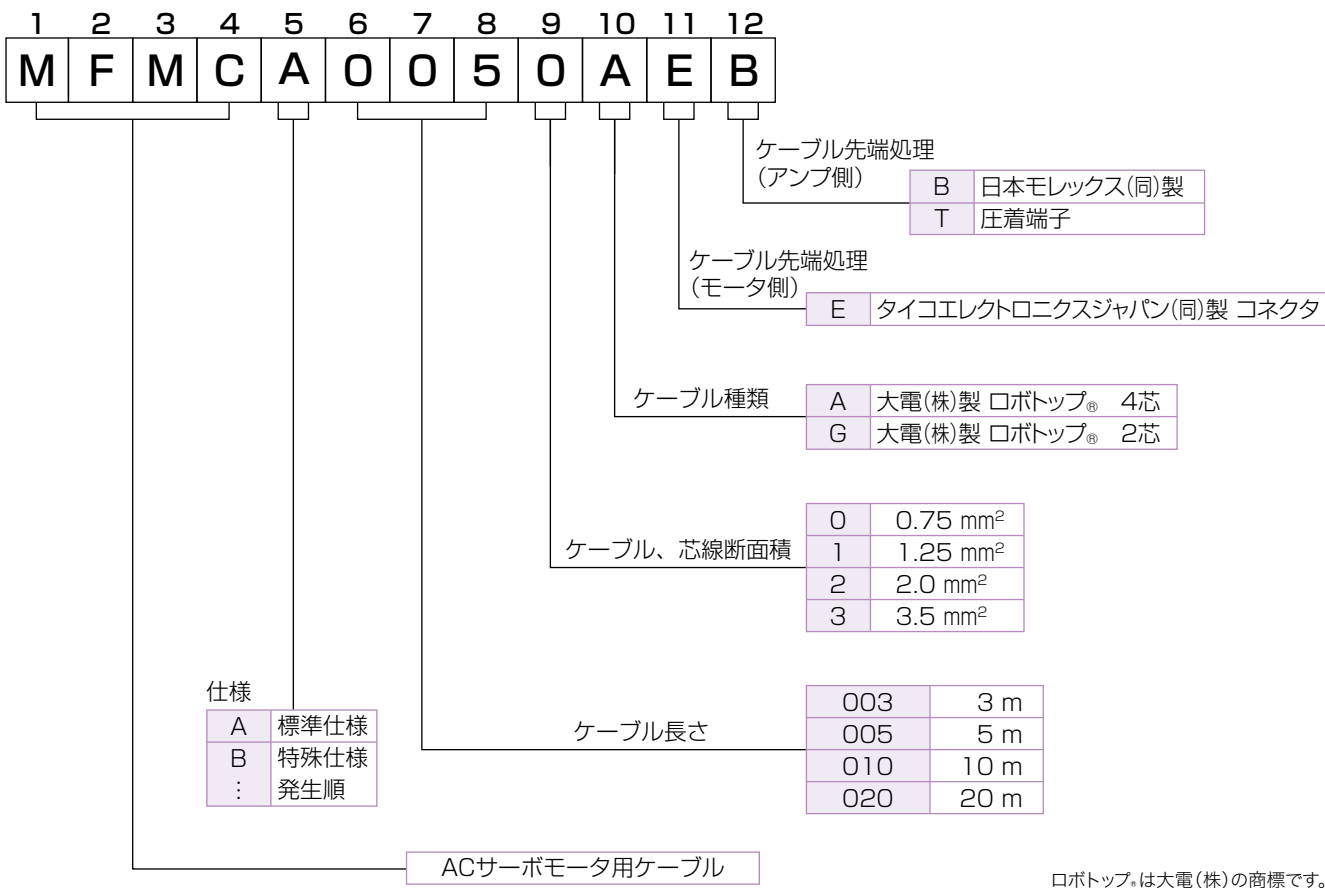 1 2 3 4 5 6 7 8 9 10 11 12
M F M C A 0 0 5 0 A E B
ケーブル先端処理
(アンプ側)
B 日本モレックス(同)製
T 圧着端子
ケーブル先端処理
(モータ側)
E タイコエレクトロニクスジャパン(同)製 コネクタ
ケーブル種類
A 大電(株)製 ロボトップ® 4芯
G 大電(株)製 ロボトップ® 2芯
ケーブル、芯線断面積
0 0.75 mm²
1 1.25 mm²
2 2.0 mm²
3 3.5 mm²
仕様
A 標準仕様
B 特殊仕様
⋮ 発生順
ケーブル長さ
003 3 m
005 5 m
010 10 m
020 20 m
ACサーボモータ用ケーブル
ロボトップ®は大電(株)の商標です。